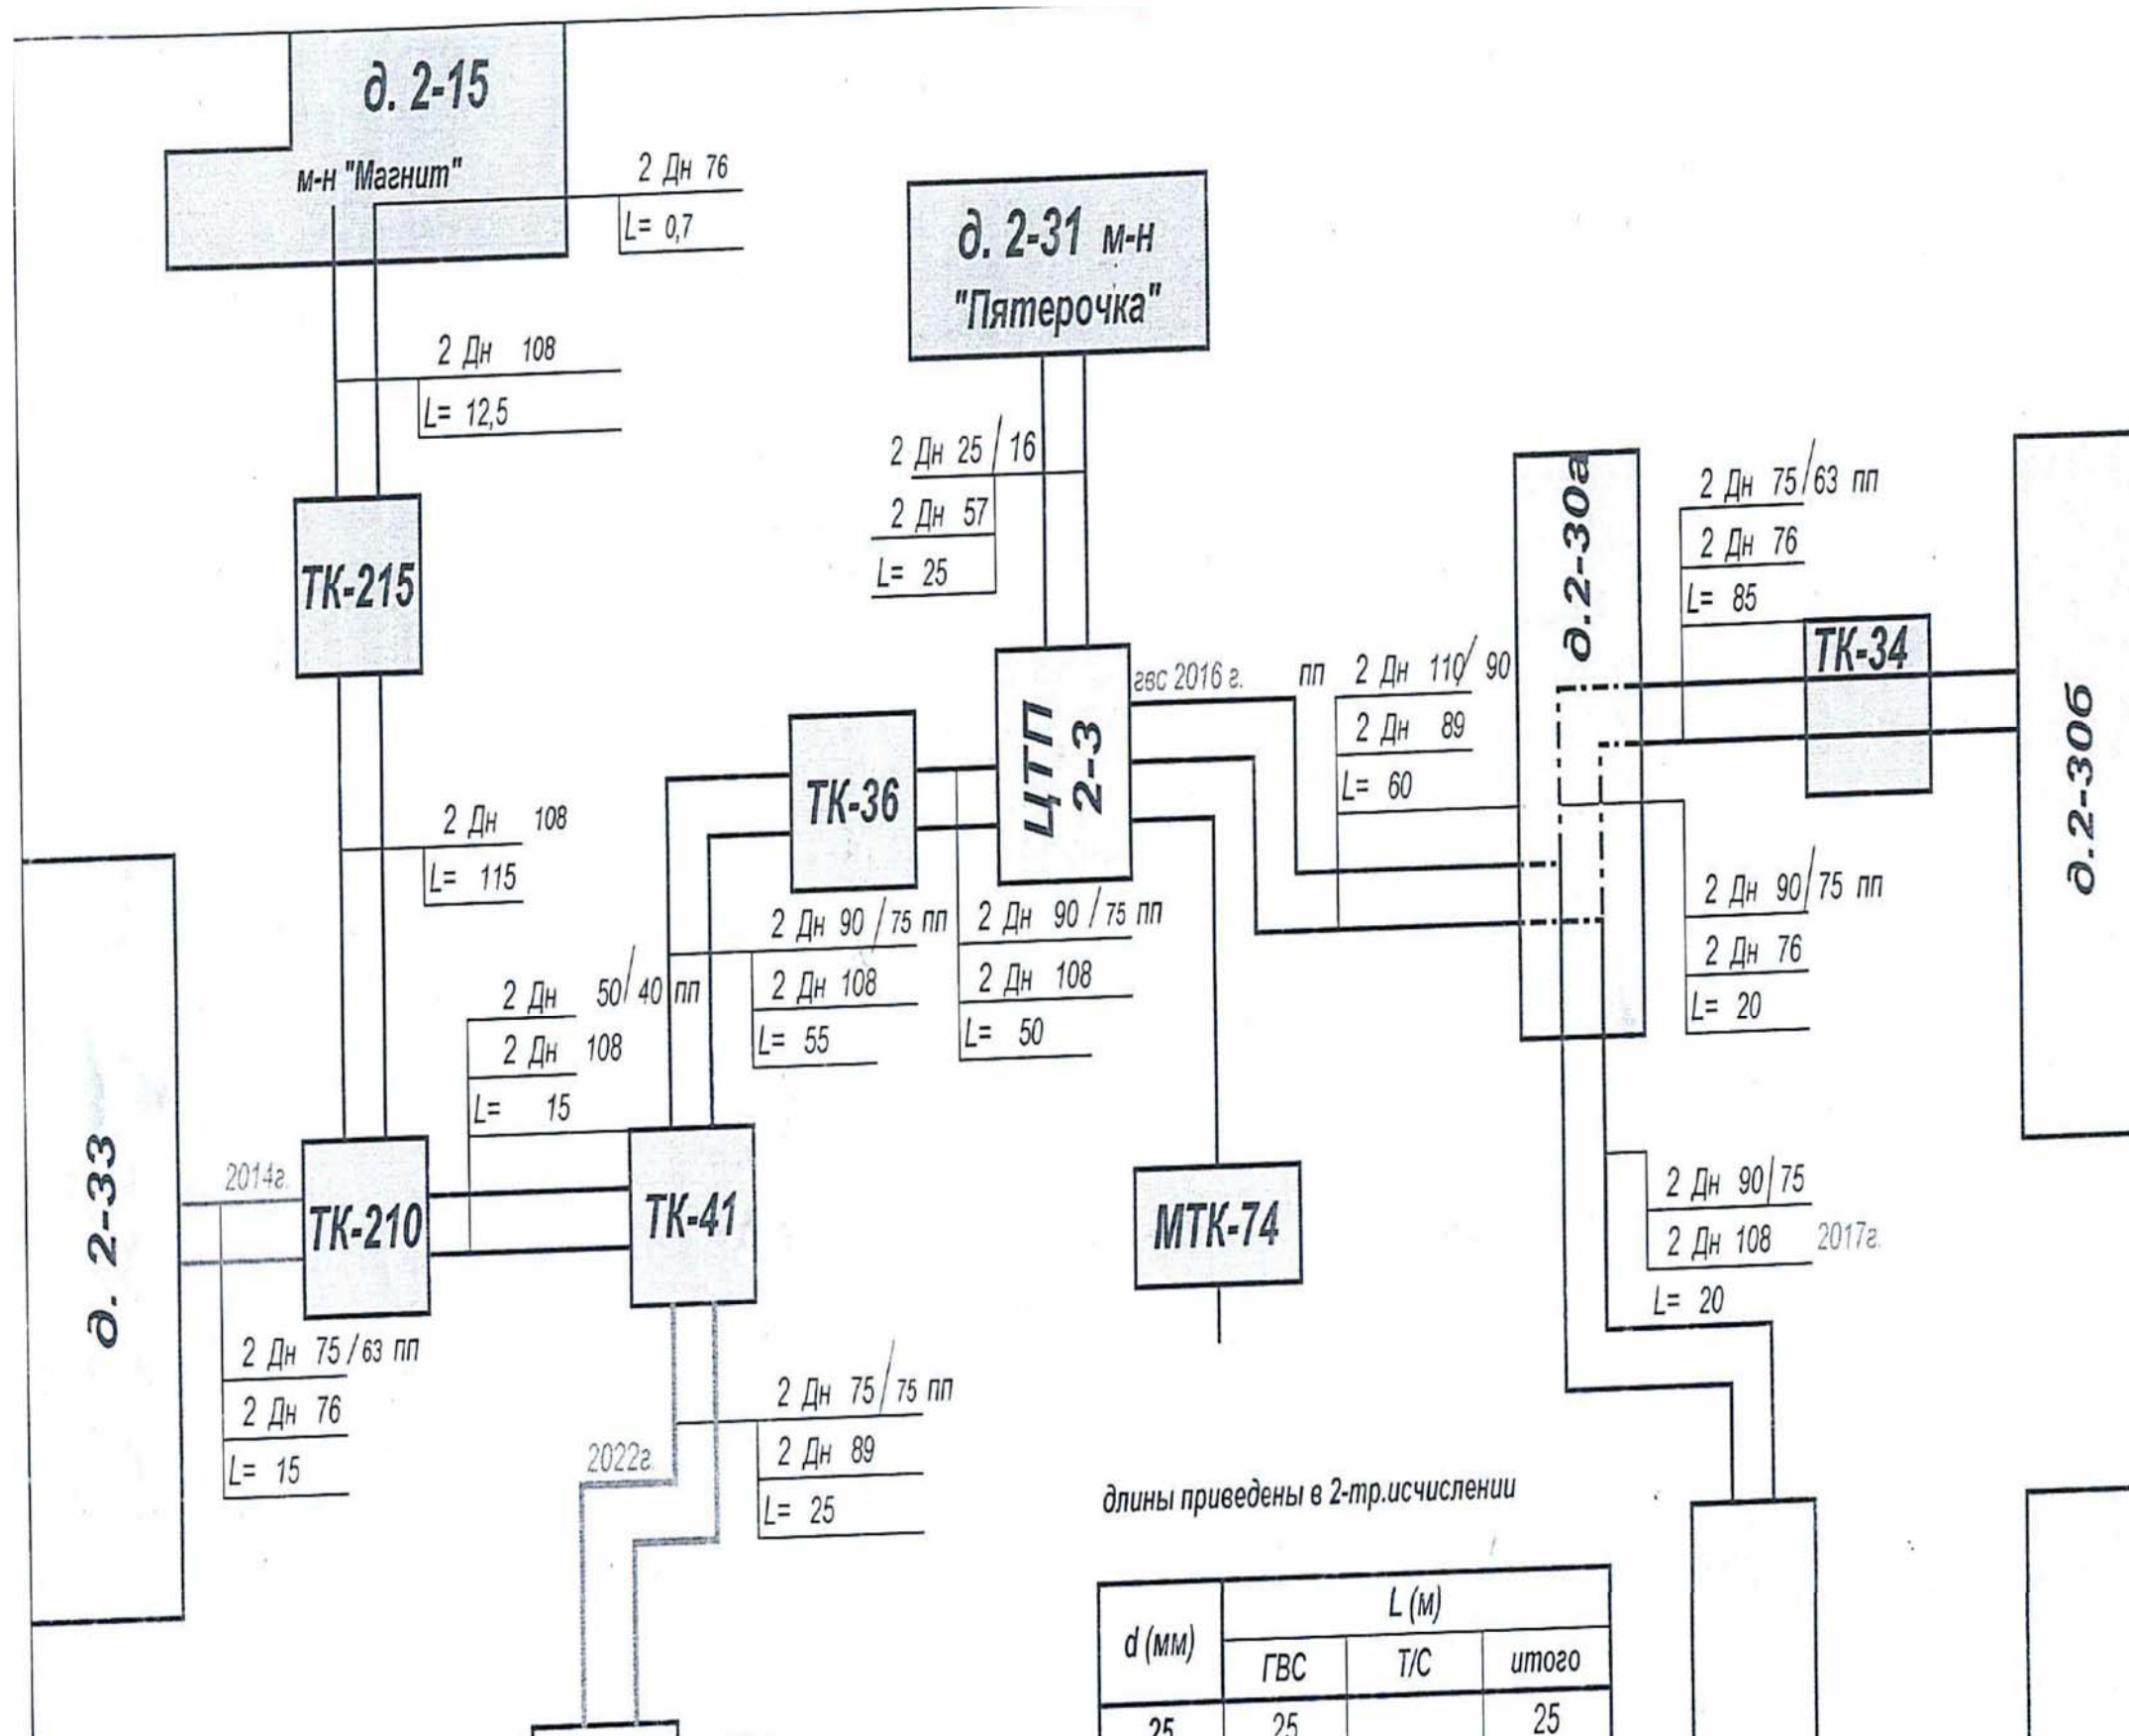 д. 2-15
м-н "Магнит"
2 Дн 76
L= 0,7
2 Дн 108
L= 12,5
д. 2-31 м-н
"Пятерочка"
2 Дн 25 / 16
2 Дн 57
L= 25
ТК-215
д.2-30а
2 Дн 75/63 пп
2 Дн 76
L= 85
ТК-34
д.2-30б
гвс 2016 г.
пп 2 Дн 110/ 90
2 Дн 89
L= 60
ЦТП
2-3
ТК-36
2 Дн 108
L= 115
2 Дн 90 / 75 пп
2 Дн 108
L= 55
2 Дн 90 / 75 пп
2 Дн 108
L= 50
2 Дн 90/75 пп
2 Дн 76
L= 20
2 Дн 50/ 40 пп
2 Дн 108
L= 15
д. 2-33
2014г.
ТК-210
ТК-41
МТК-74
2 Дн 90/75
2 Дн 108 2017г.
L= 20
2 Дн 75 / 63 пп
2 Дн 76
L= 15
2022г.
2 Дн 75/ 75 пп
2 Дн 89
L= 25
длины приведены в 2-тр.исчислении
d (мм)
L (м)
ГВС Т/С итого
25 25 25